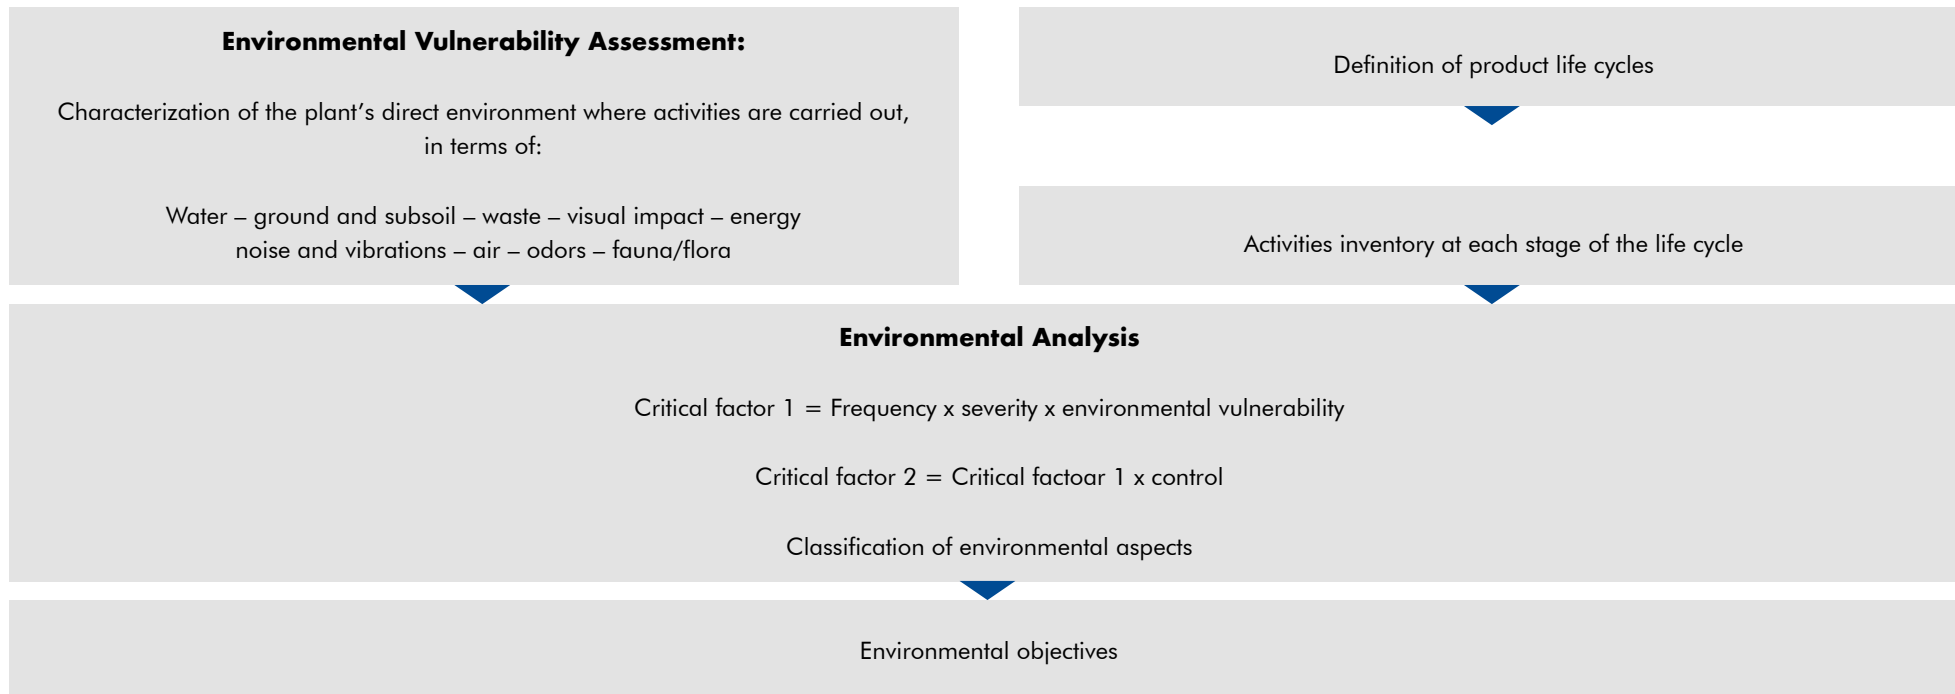 Environmental Vulnerability Assessment:
Characterization of the plant’s direct environment where activities are carried out,
in terms of:
Water – ground and subsoil – waste – visual impact – energy
noise and vibrations – air – odors – fauna/flora
Definition of product life cycles
Activities inventory at each stage of the life cycle
Environmental Analysis
Critical factor 1 = Frequency x severity x environmental vulnerability
Critical factor 2 = Critical factoar 1 x control
Classification of environmental aspects
Environmental objectives